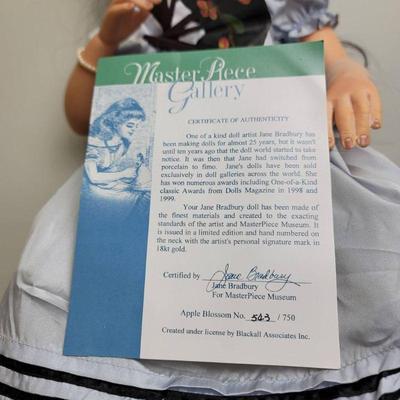 Master Piece
Gallery
CERTIFICATE OF AUTHENTICITY
One of a kind doll artist Jane Bradbury has
been making dolls for almost 25 years, but it wasn't
until ten years ago that the doll world started to take
notice. It was then that Jane had switched from
porcelain to fimo. Jane's dolls have been sold
exclusively in doll galleries across the world. She
has won numerous awards including One-of-a-Kind
classic Awards from Dolls Magazine in 1998 and
1999.
Your Jane Bradbury doll has been made of
the finest materials and created to the exacting
standards of the artist and MasterPiece Museum. It
is issued in a limited edition and hand numbered on
the neck with the artist's personal signature mark in
18kt gold.
Certified by Jane Bradbury
Jane Bradbury
For MasterPiece Museum
Apple Blossom No. 543 / 750
Created under license by Blackall Associates Inc.